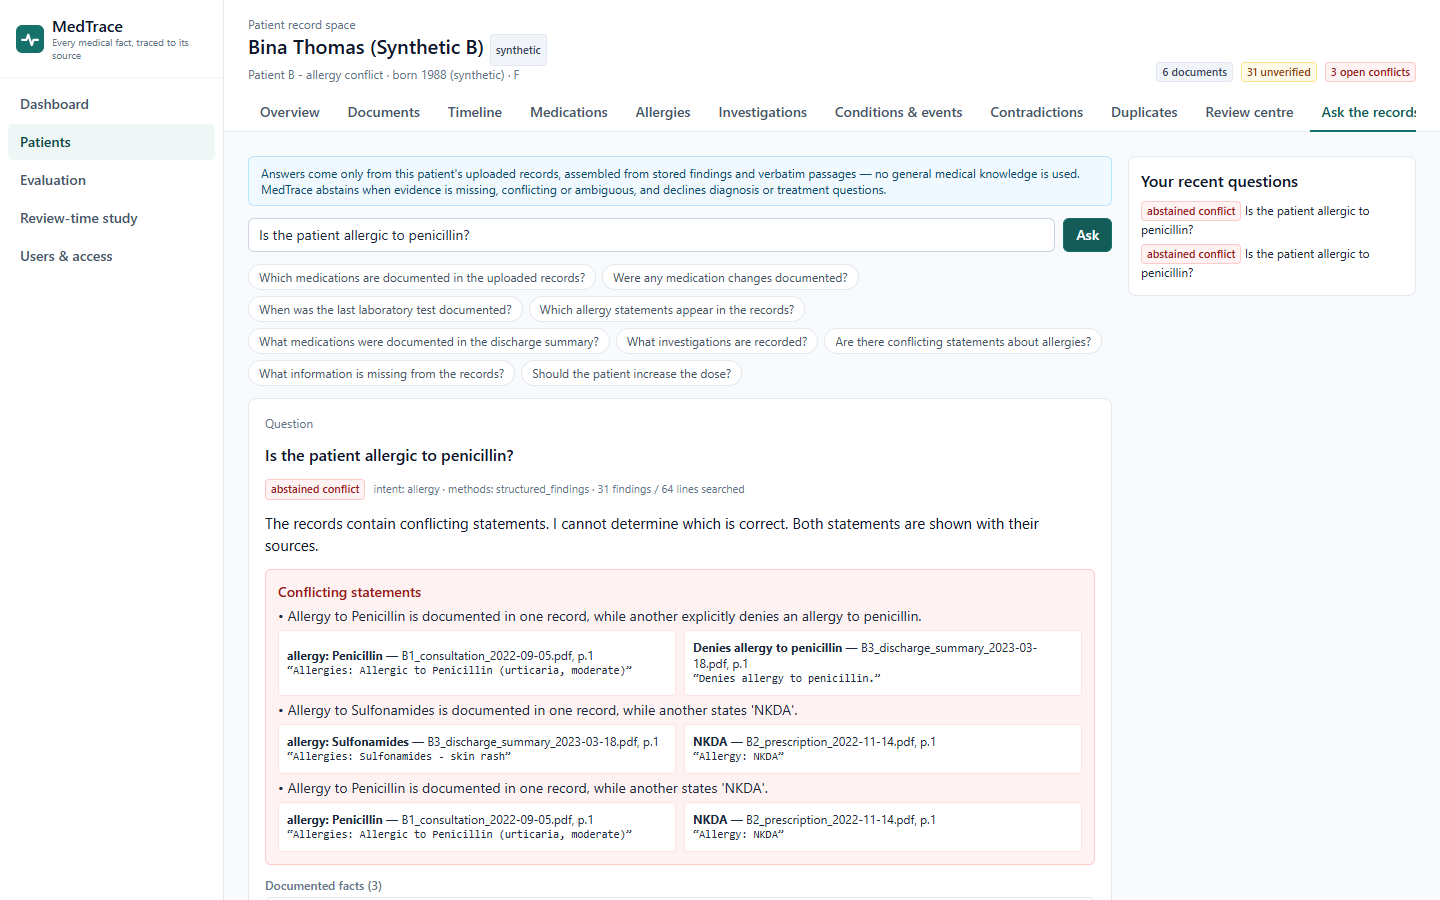 MedTrace
Every medical fact, traced to its
source
Dashboard
Patients
Evaluation
Review-time study
Users & access
Patient record space
Bina Thomas (Synthetic B) synthetic
Patient B - allergy conflict · born 1988 (synthetic) · F
6 documents 31 unverified 3 open conflicts
Overview Documents Timeline Medications Allergies Investigations Conditions & events Contradictions Duplicates Review centre Ask the records
Answers come only from this patient's uploaded records, assembled from stored findings and verbatim passages — no general medical knowledge is used.
MedTrace abstains when evidence is missing, conflicting or ambiguous, and declines diagnosis or treatment questions.
Is the patient allergic to penicillin? Ask
Which medications are documented in the uploaded records? Were any medication changes documented?
When was the last laboratory test documented? Which allergy statements appear in the records?
What medications were documented in the discharge summary? What investigations are recorded? Are there conflicting statements about allergies?
What information is missing from the records? Should the patient increase the dose?
Question
Is the patient allergic to penicillin?
abstained conflict intent: allergy · methods: structured_findings · 31 findings / 64 lines searched
The records contain conflicting statements. I cannot determine which is correct. Both statements are shown with their
sources.
Conflicting statements
• Allergy to Penicillin is documented in one record, while another explicitly denies an allergy to penicillin.
allergy: Penicillin — B1_consultation_2022-09-05.pdf, p.1
“Allergies: Allergic to Penicillin (urticaria, moderate)”
Denies allergy to penicillin — B3_discharge_summary_2023-03-
18.pdf, p.1
“Denies allergy to penicillin.”
• Allergy to Sulfonamides is documented in one record, while another states 'NKDA'.
allergy: Sulfonamides — B3_discharge_summary_2023-03-18.pdf, p.1
“Allergies: Sulfonamides - skin rash”
NKDA — B2_prescription_2022-11-14.pdf, p.1
“Allergy: NKDA”
• Allergy to Penicillin is documented in one record, while another states 'NKDA'.
allergy: Penicillin — B1_consultation_2022-09-05.pdf, p.1
“Allergies: Allergic to Penicillin (urticaria, moderate)”
NKDA — B2_prescription_2022-11-14.pdf, p.1
“Allergy: NKDA”
Documented facts (3)
Your recent questions
abstained conflict Is the patient allergic to
penicillin?
abstained conflict Is the patient allergic to
penicillin?